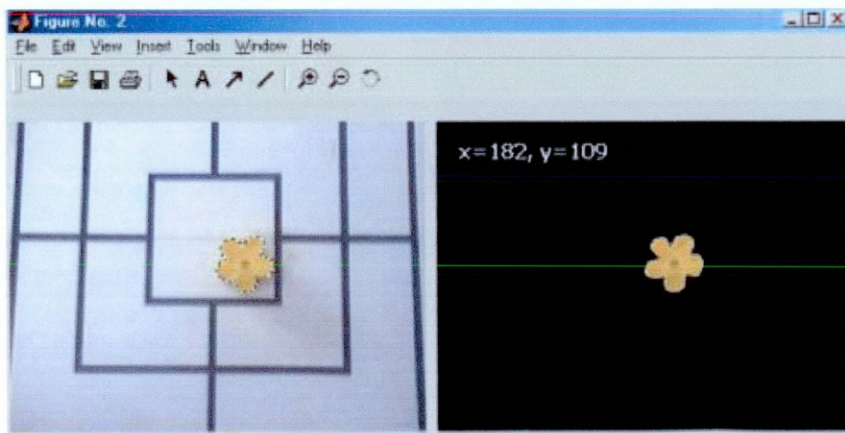 Figure No. 2
File Edit View Insert Tools Window Help
A
x=182, y=109